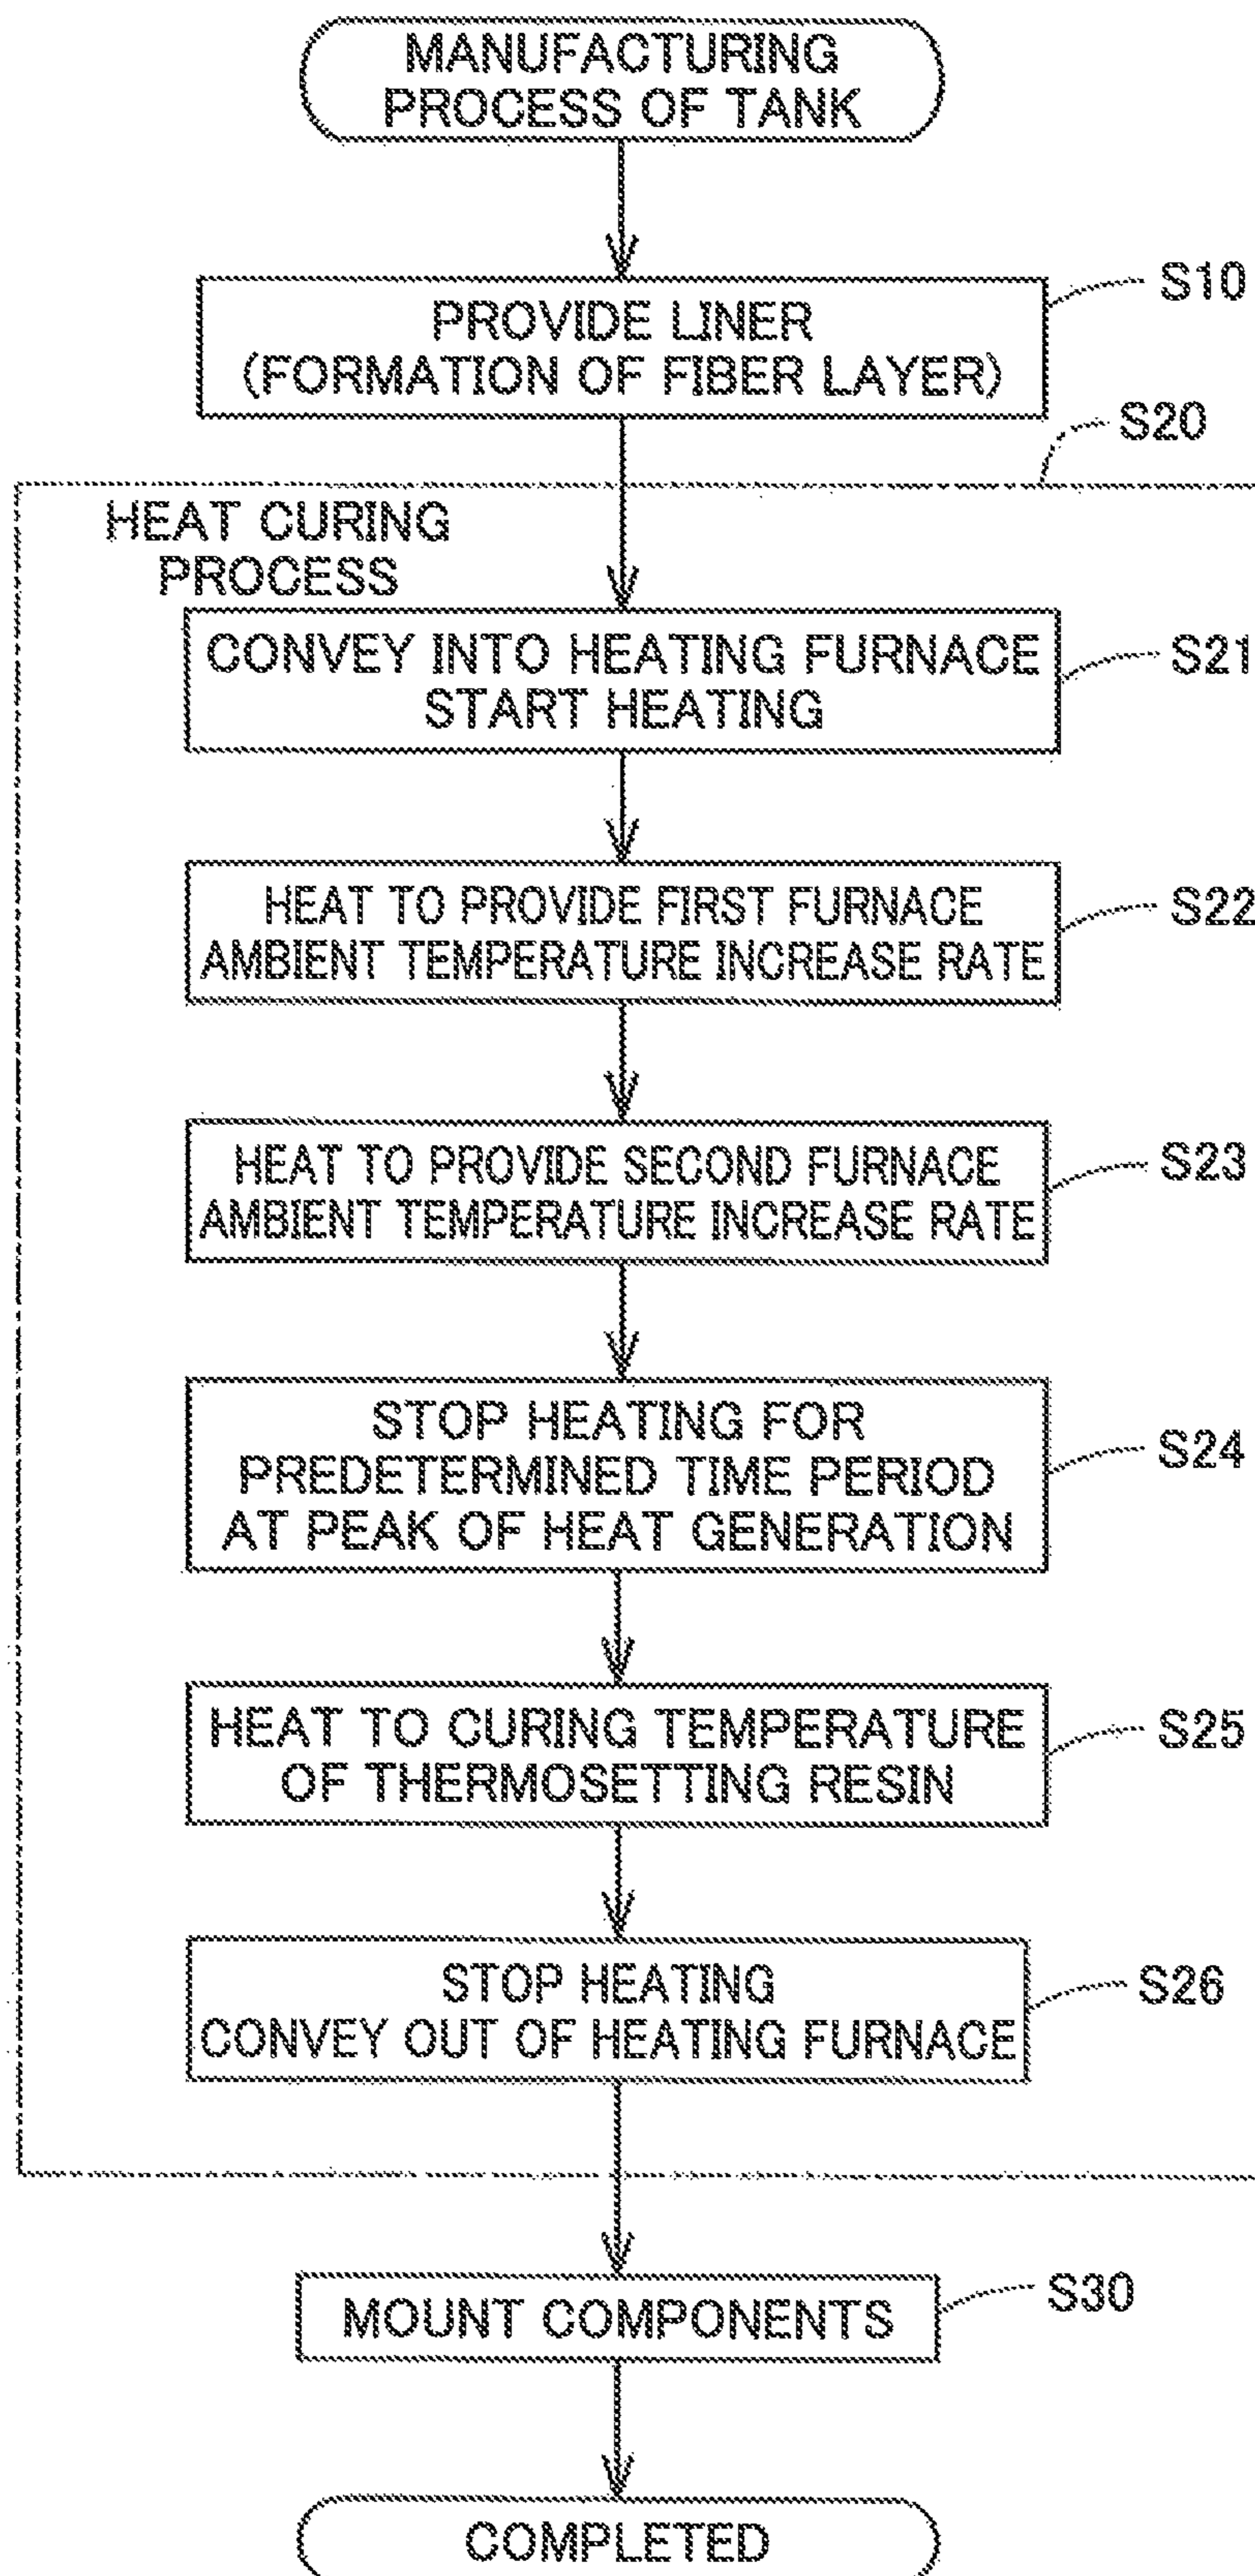 MANUFACTURING
PROCESS OF TANK
S10
PROVIDE LINER
(FORMATION OF FIBER LAYER)
S20
HEAT CURING
PROCESS
CONVEY INTO HEATING FURNACE
START HEATING
S21
HEAT TO PROVIDE FIRST FURNACE
AMBIENT TEMPERATURE INCREASE RATE
S22
HEAT TO PROVIDE SECOND FURNACE
AMBIENT TEMPERATURE INCREASE RATE
S23
STOP HEATING FOR
PREDETERMINED TIME PERIOD
AT PEAK OF HEAT GENERATION
S24
HEAT TO CURING TEMPERATURE
OF THERMOSETTING RESIN
S25
STOP HEATING
CONVEY OUT OF HEATING FURNACE
S26
MOUNT COMPONENTS
S30
COMPLETED